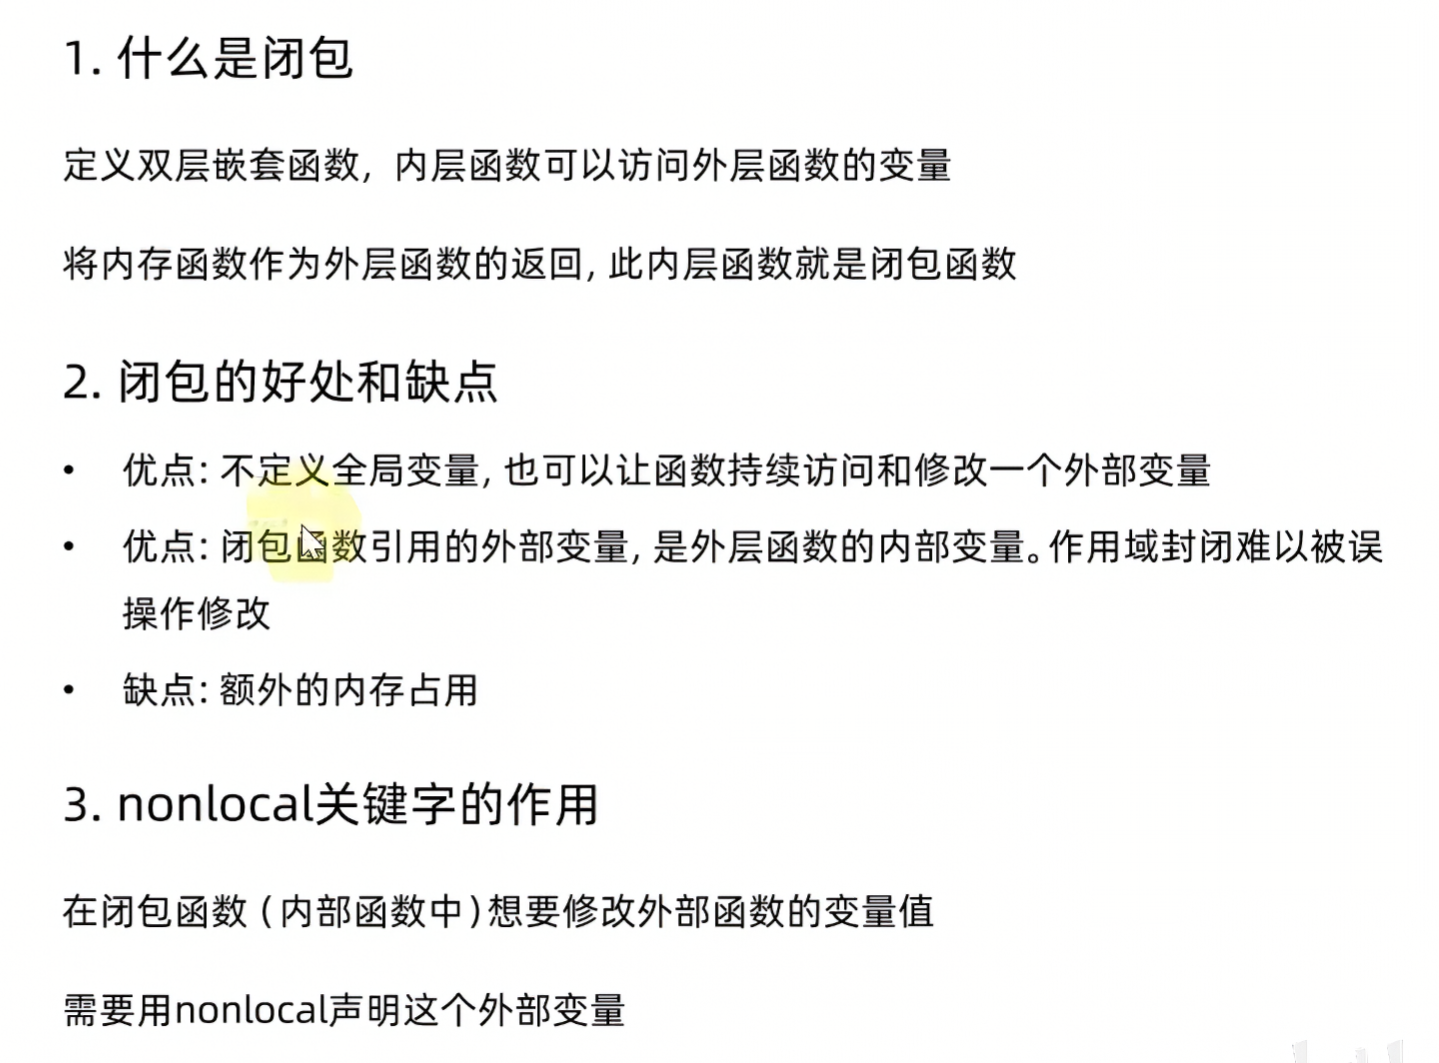 1. 什么是闭包
定义双层嵌套函数，内层函数可以访问外层函数的变量
将内存函数作为外层函数的返回，此内层函数就是闭包函数
2. 闭包的好处和缺点
• 优点：不定义全局变量，也可以让函数持续访问和修改一个外部变量
• 优点：闭包函数引用的外部变量，是外层函数的内部变量。作用域封闭难以被误
操作修改
• 缺点：额外的内存占用
3. nonlocal关键字的作用
在闭包函数（内部函数中）想要修改外部函数的变量值
需要用nonlocal声明这个外部变量